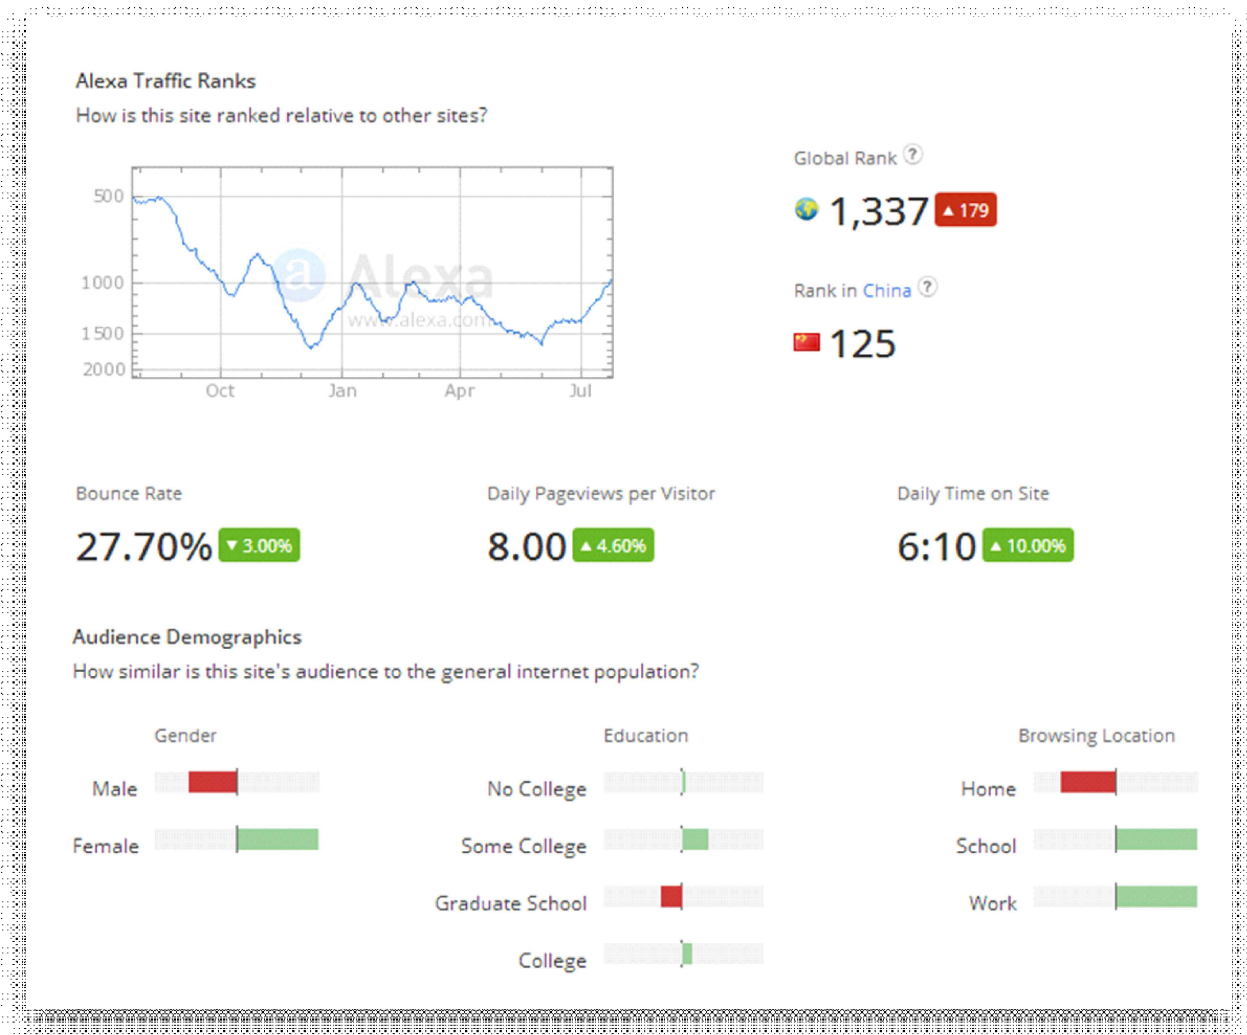 Alexa Traffic Ranks
How is this site ranked relative to other sites?
500
1000
1500
2000
Oct Jan Apr Jul
a Alexa
www.alexa.com
Global Rank ?
1,337 ▲ 179
Rank in China ?
125
Bounce Rate
27.70% ▼ 3.00%
Daily Pageviews per Visitor
8.00 ▲ 4.60%
Daily Time on Site
6:10 ▲ 10.00%
Audience Demographics
How similar is this site's audience to the general internet population?
Gender
Male
Female
Education
No College
Some College
Graduate School
College
Browsing Location
Home
School
Work